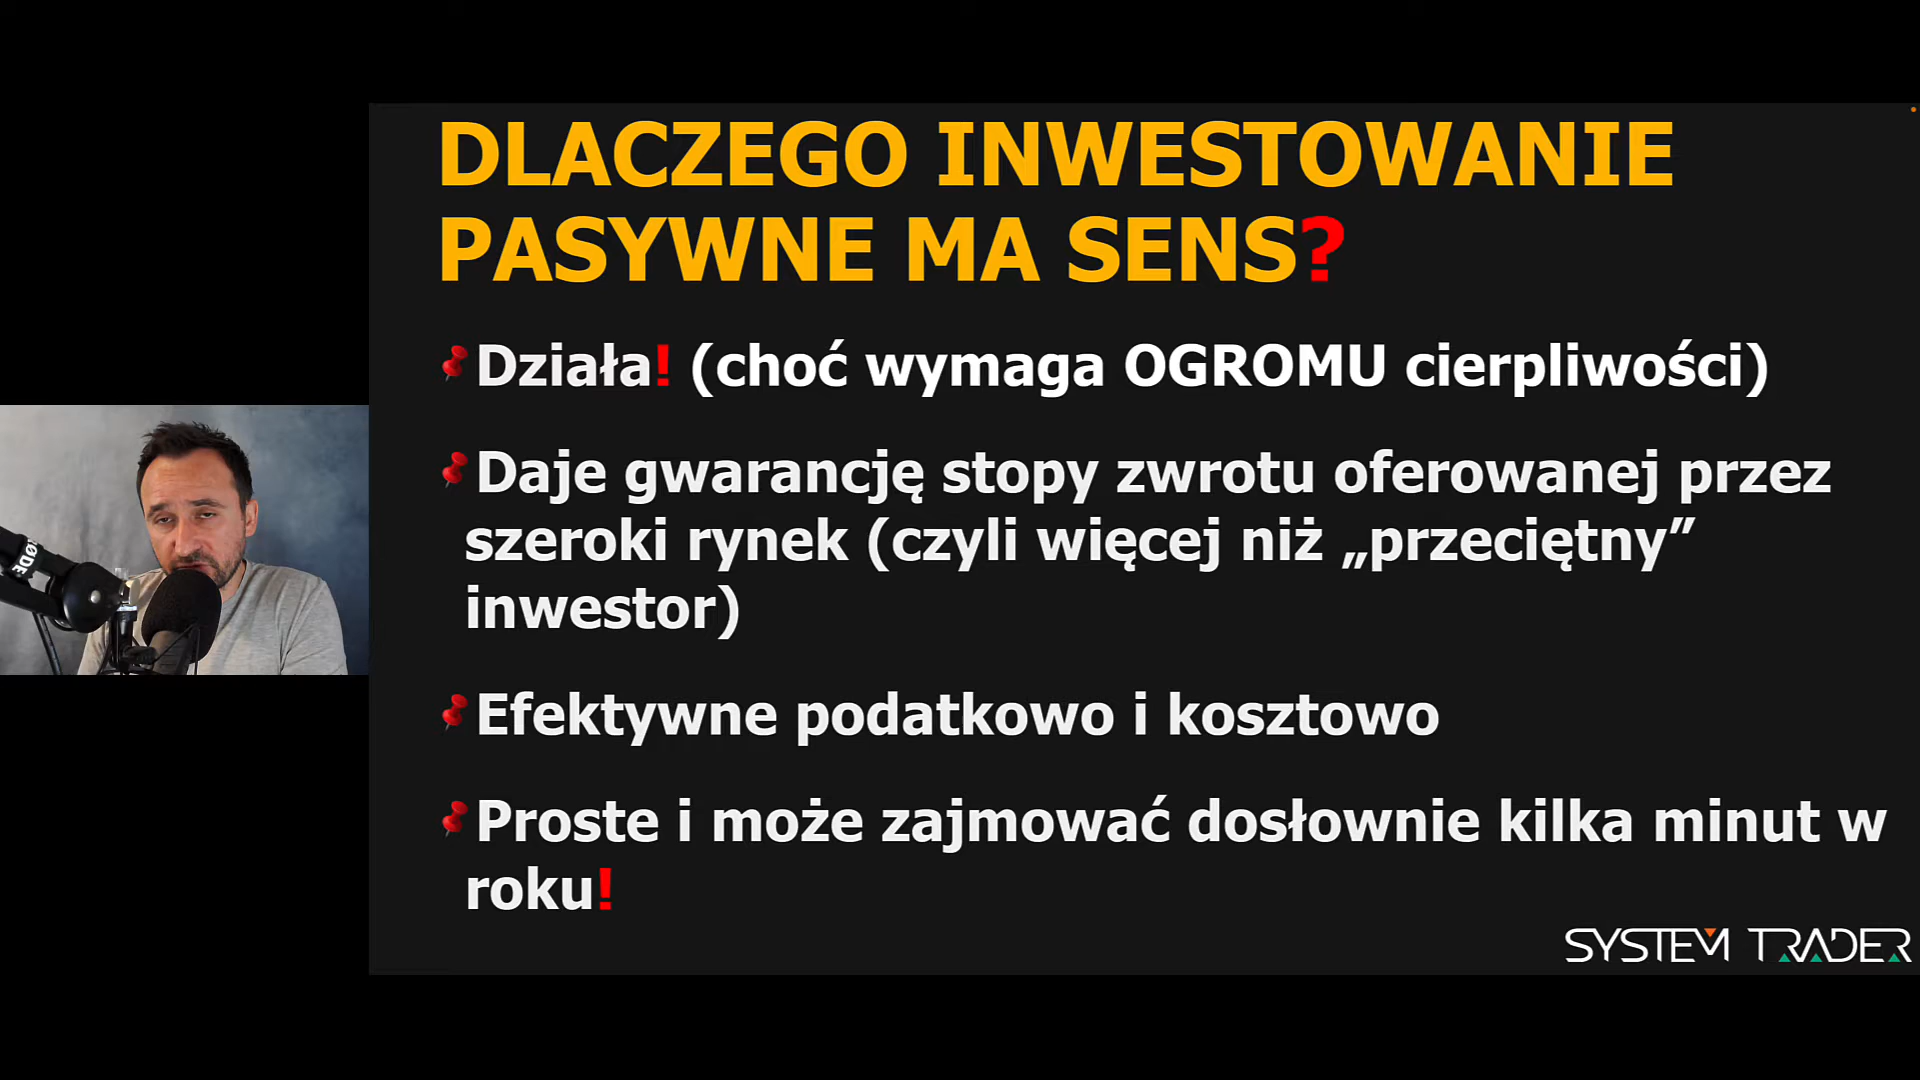 DLACZEGO INWESTOWANIE
PASYWNE MA SENS?
Działa! (choć wymaga OGROMU cierpliwości)
Daje gwarancję stopy zwrotu oferowanej przez
szeroki rynek (czyli więcej niż „przeciętny”
inwestor)
Efektywne podatkowo i kosztowo
Proste i może zajmować dosłownie kilka minut w
roku!
SYSTEM TRADER
RØDE